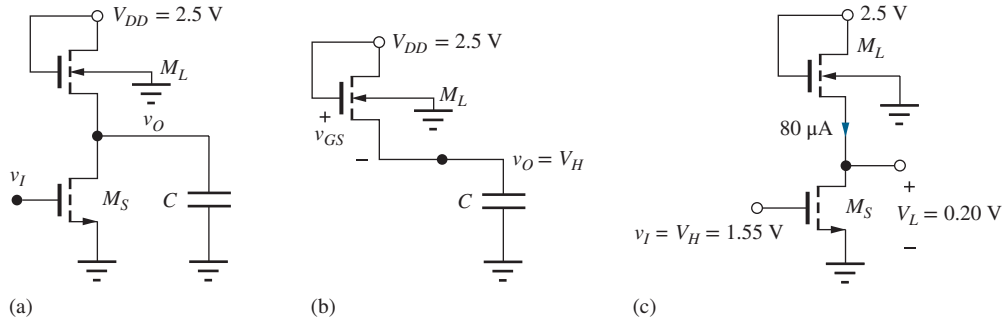 V_DD = 2.5 V
M_L
v_O
v_I
M_S
C
(a)
V_DD = 2.5 V
M_L
+
v_GS
–
v_O = V_H
C
(b)
2.5 V
M_L
80 µA
M_S
+
V_L = 0.20 V
–
v_I = V_H = 1.55 V
(c)